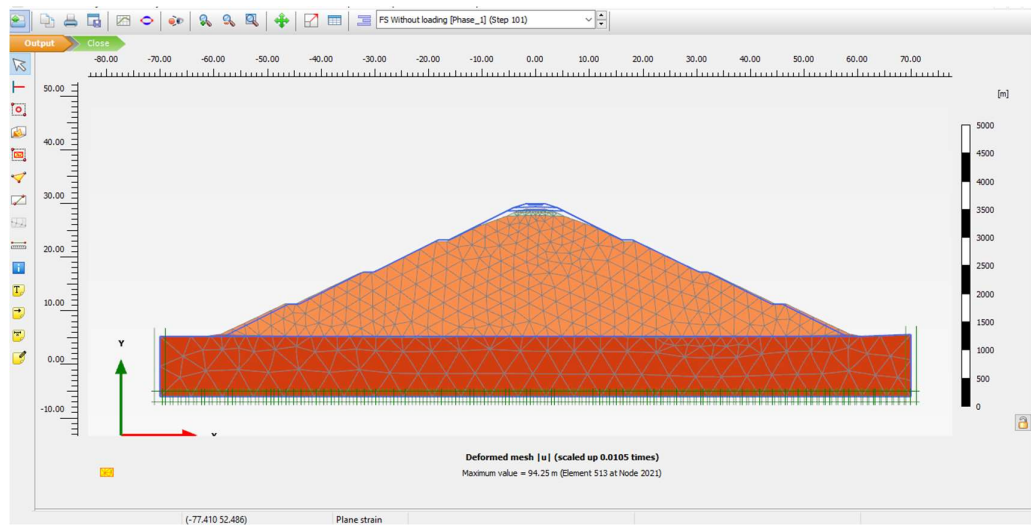 FS Without loading [Phase_1] (Step 101)
Output Close
-80.00 -70.00 -60.00 -50.00 -40.00 -30.00 -20.00 -10.00 0.00 10.00 20.00 30.00 40.00 50.00 60.00 70.00
50.00
[m]
40.00
30.00
20.00
10.00
0.00
-10.00
Y
5000
4500
4000
3500
3000
2500
2000
1500
1000
500
0
Deformed mesh |u| (scaled up 0.0105 times)
Maximum value = 94.25 m (Element 513 at Node 2021)
(-77.410 52.486) Plane strain